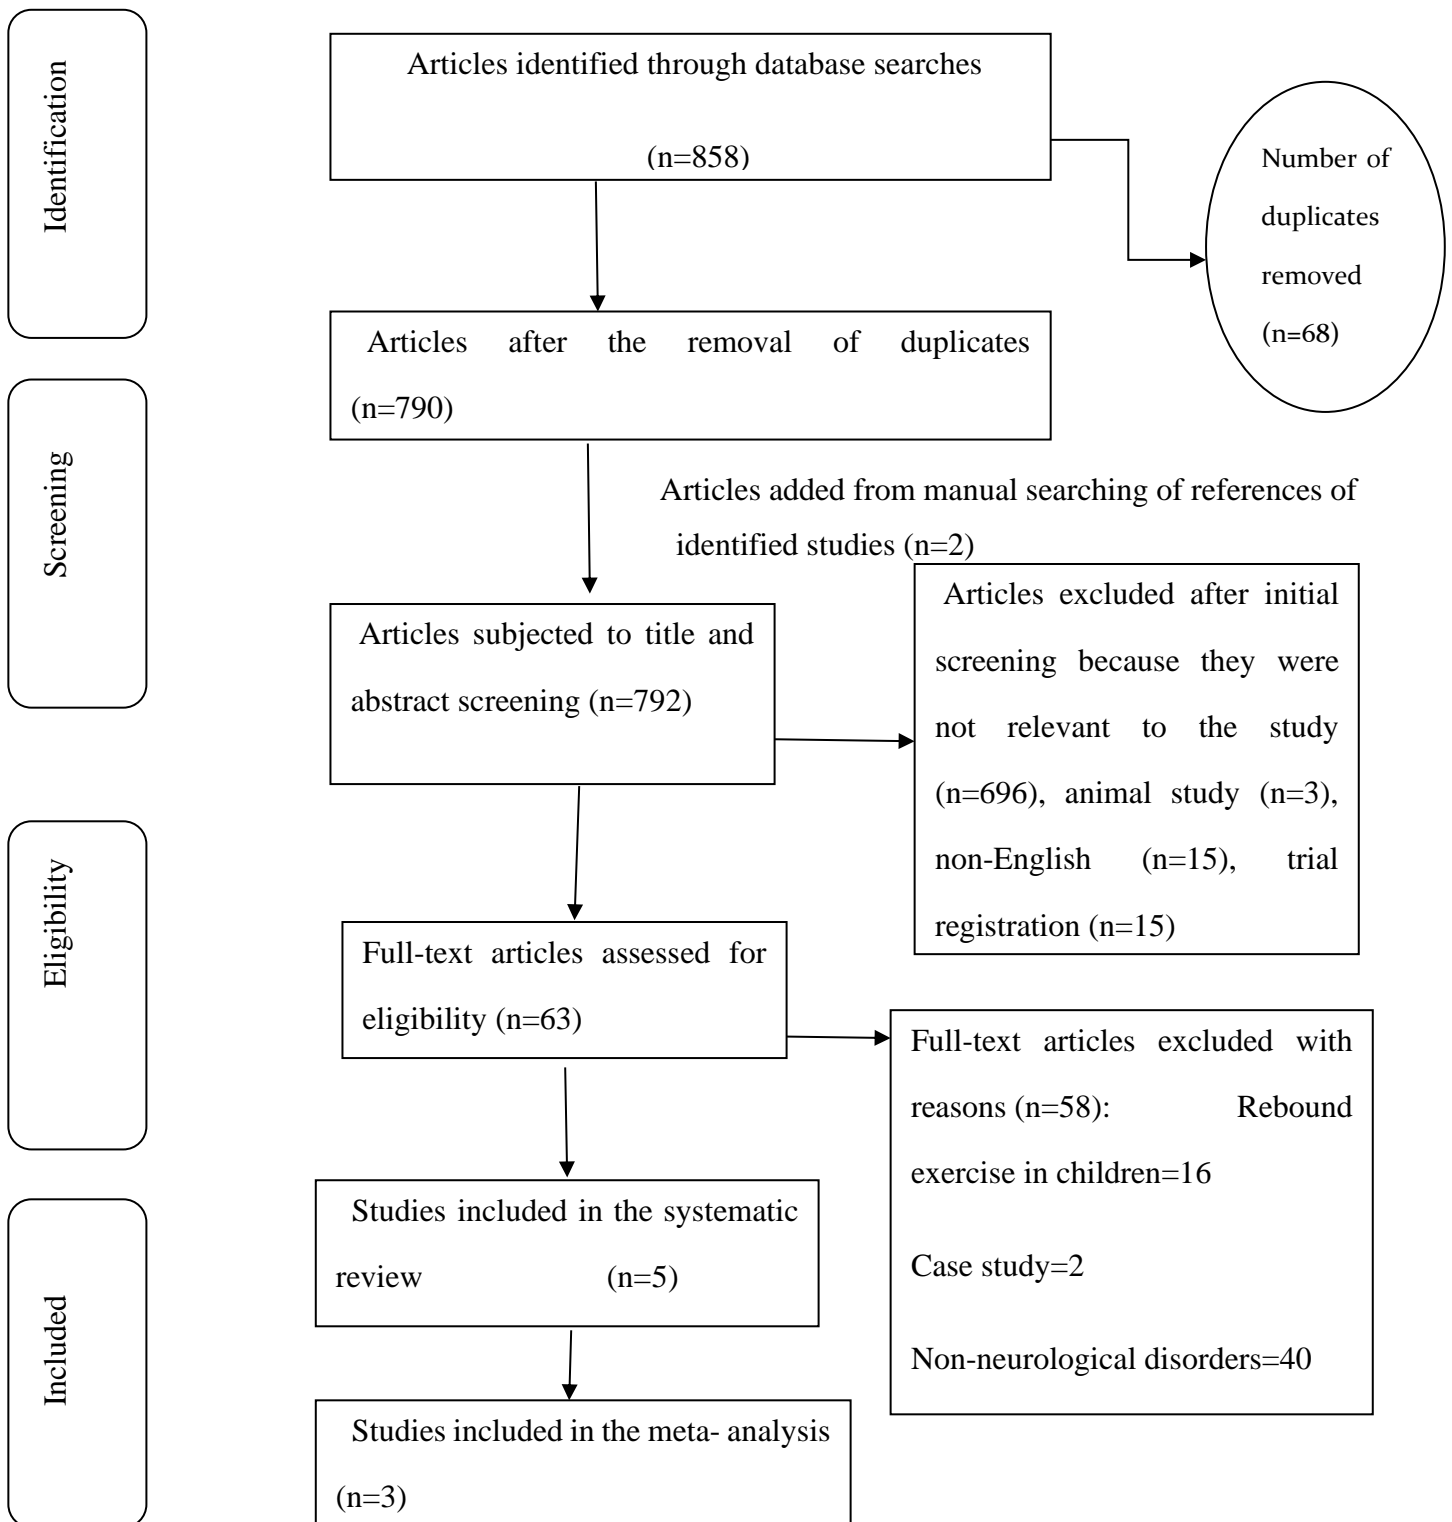 Identification
Articles identified through database searches
(n=858)
Number of
duplicates
removed
(n=68)
Articles after the removal of duplicates
(n=790)
Screening
Articles added from manual searching of references of
identified studies (n=2)
Articles subjected to title and
abstract screening (n=792)
Articles excluded after initial
screening because they were
not relevant to the study
(n=696), animal study (n=3),
non-English (n=15), trial
registration (n=15)
Eligibility
Full-text articles assessed for
eligibility (n=63)
Full-text articles excluded with
reasons (n=58): Rebound
exercise in children=16
Case study=2
Non-neurological disorders=40
Included
Studies included in the systematic
review (n=5)
Studies included in the meta- analysis
(n=3)